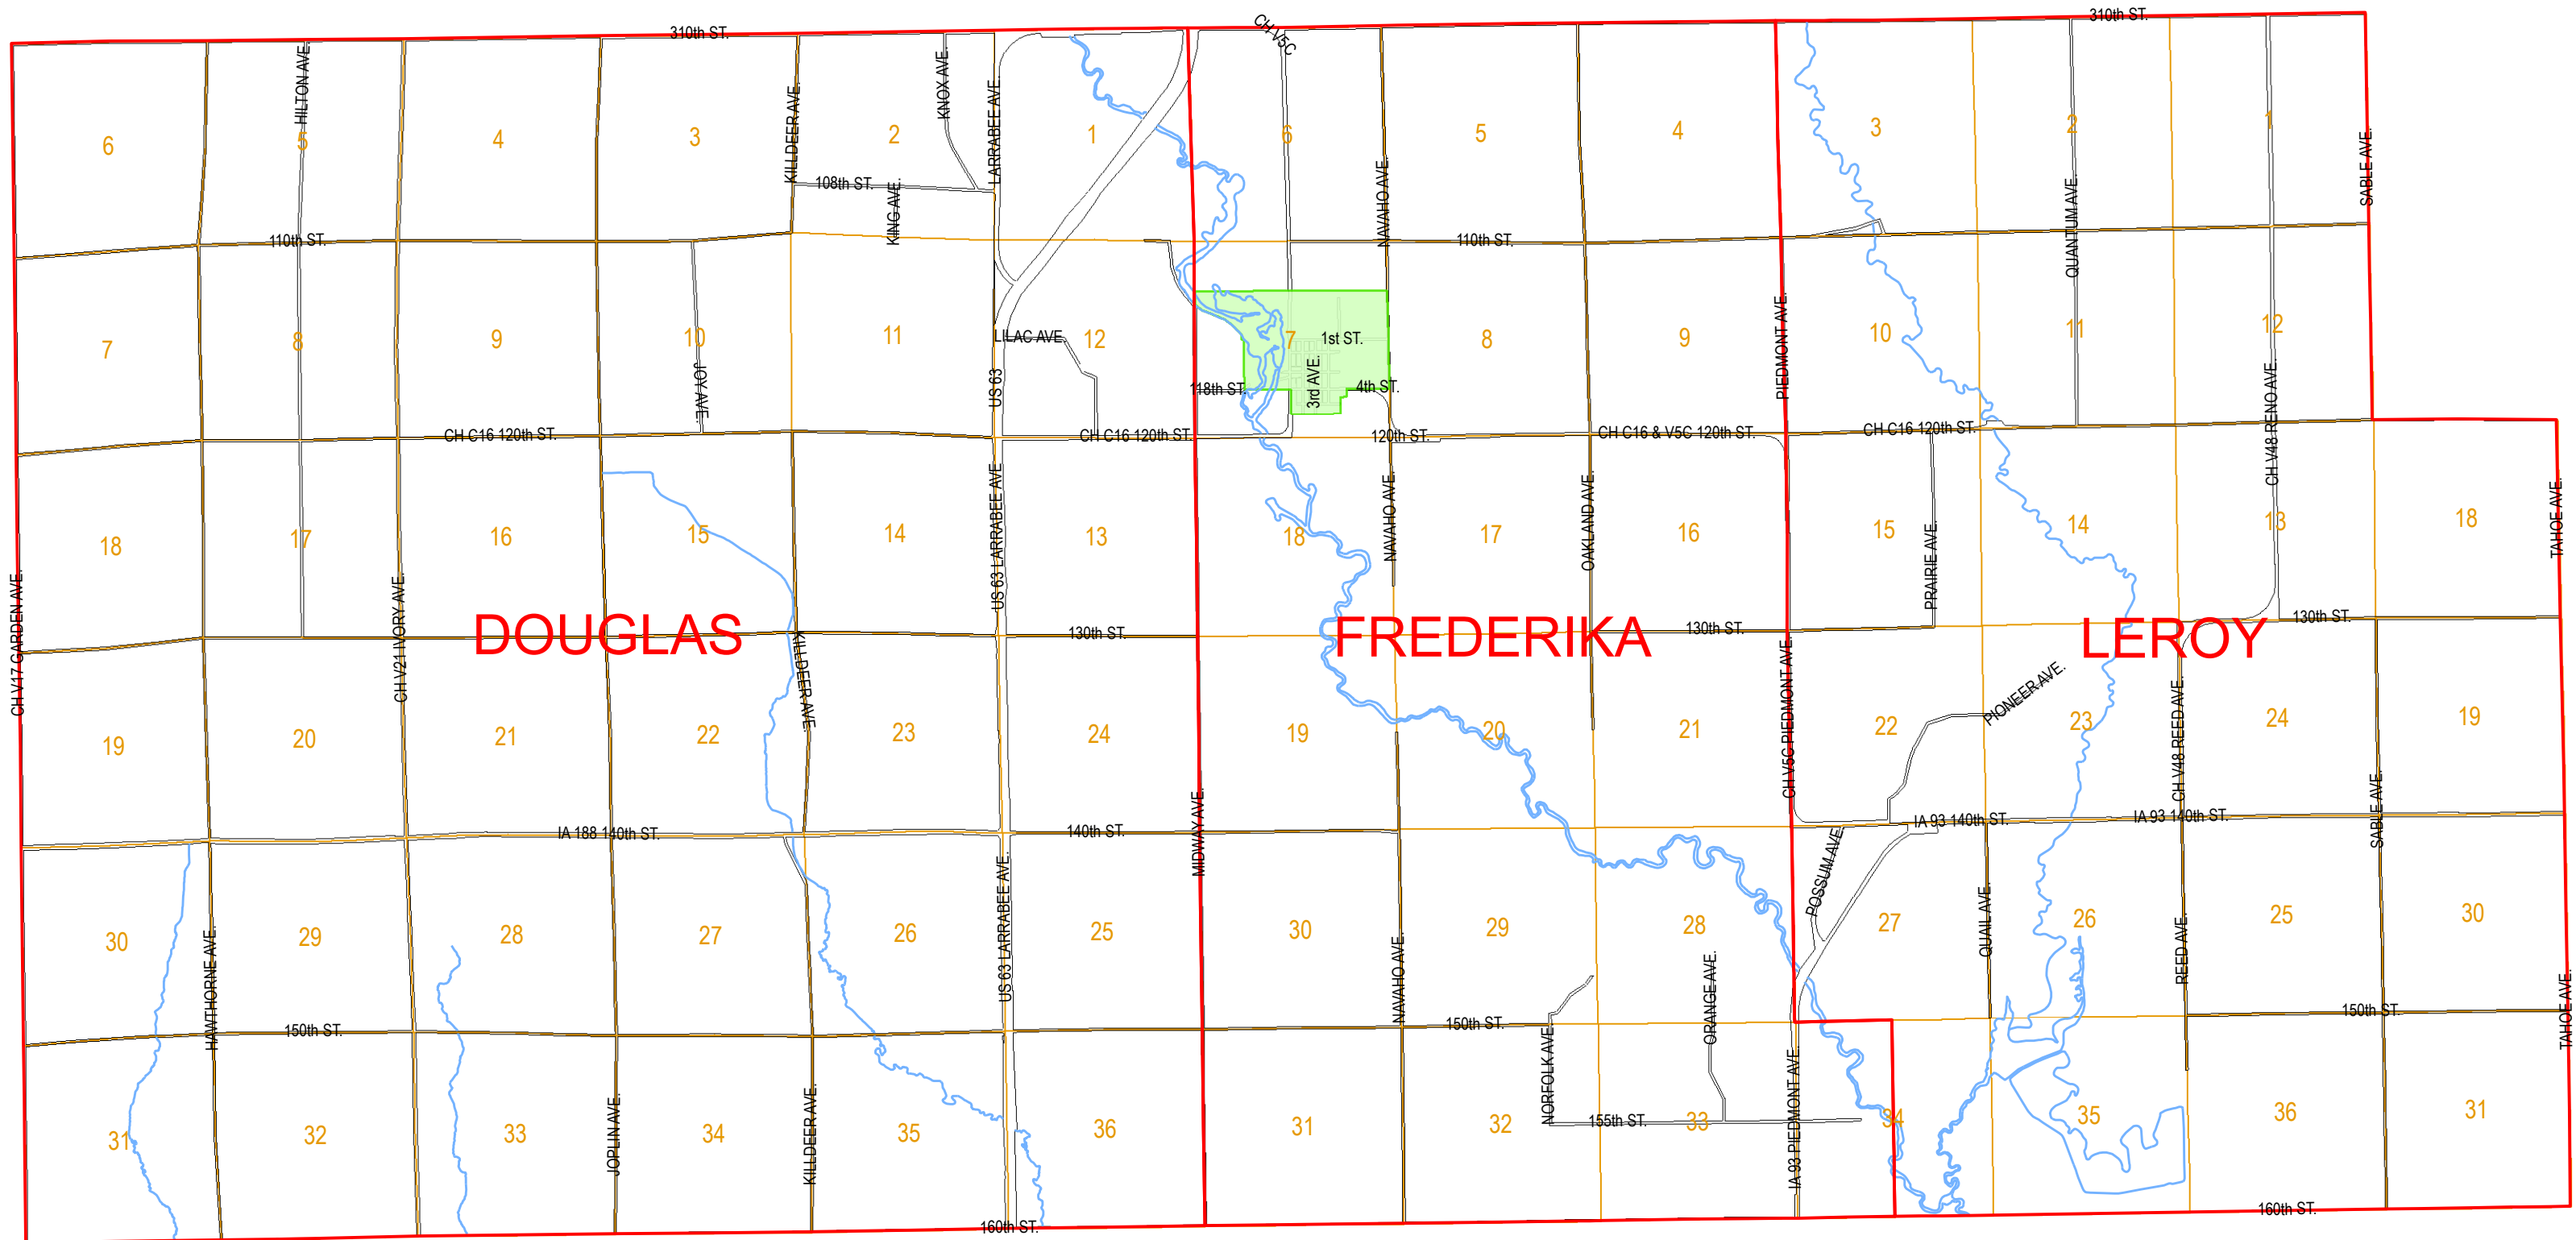 310th ST.
CH V5C
310th ST.
HILTON AVE.
KILLDEER AVE.
KNOX AVE.
LARRABEE AVE.
NAVAHO AVE.
QUANTUM AVE.
SABLE AVE.
6
5
4
3
2
1
6
5
4
3
2
1
108th ST.
KING AVE.
110th ST.
110th ST.
7
8
9
10
11
12
7
8
9
10
11
12
JOY AVE.
US 63
LILAC AVE
1st ST.
3rd AVE.
118th ST.
4th ST.
PIEDMONT AVE.
CH V48 RENO AVE.
CH C16 120th ST.
CH C16 120th ST.
120th ST.
CH C16 & V5C 120th ST.
CH C16 120th ST.
18
17
16
15
14
13
18
17
16
15
14
13
18
CH V17 GARDEN AVE.
CH V21 IVORY AVE.
US 63 LARRABEE AVE
NAVAHO AVE.
OAKLAND AVE.
PRAIRIE AVE.
TAHOE AVE.
DOUGLAS
FREDERIKA
LEROY
130th ST.
130th ST.
130th ST.
KILLDEER AVE.
CH V5C PIEDMONT AVE.
PIONEER AVE.
CH V48 REED AVE.
19
20
21
22
23
24
19
20
21
22
23
24
19
MIDWAY AVE.
SABLE AVE.
IA 188 140th ST.
140th ST.
IA 93 140th ST.
IA 93 140th ST.
30
29
28
27
26
25
30
29
28
27
26
25
30
HAWTHORNE AVE.
US 63 LARRABEE AVE.
NAVAHO AVE.
ORANGE AVE.
POSSUM AVE.
QUAIL AVE.
REED AVE.
TAHOE AVE.
150th ST.
150th ST.
150th ST.
31
32
33
34
35
36
31
32
33
34
35
36
31
JOPLIN AVE.
KILLDEER AVE.
NORFOLK AVE.
155th ST.
IA 93 PIEDMONT AVE.
160th ST.
160th ST.